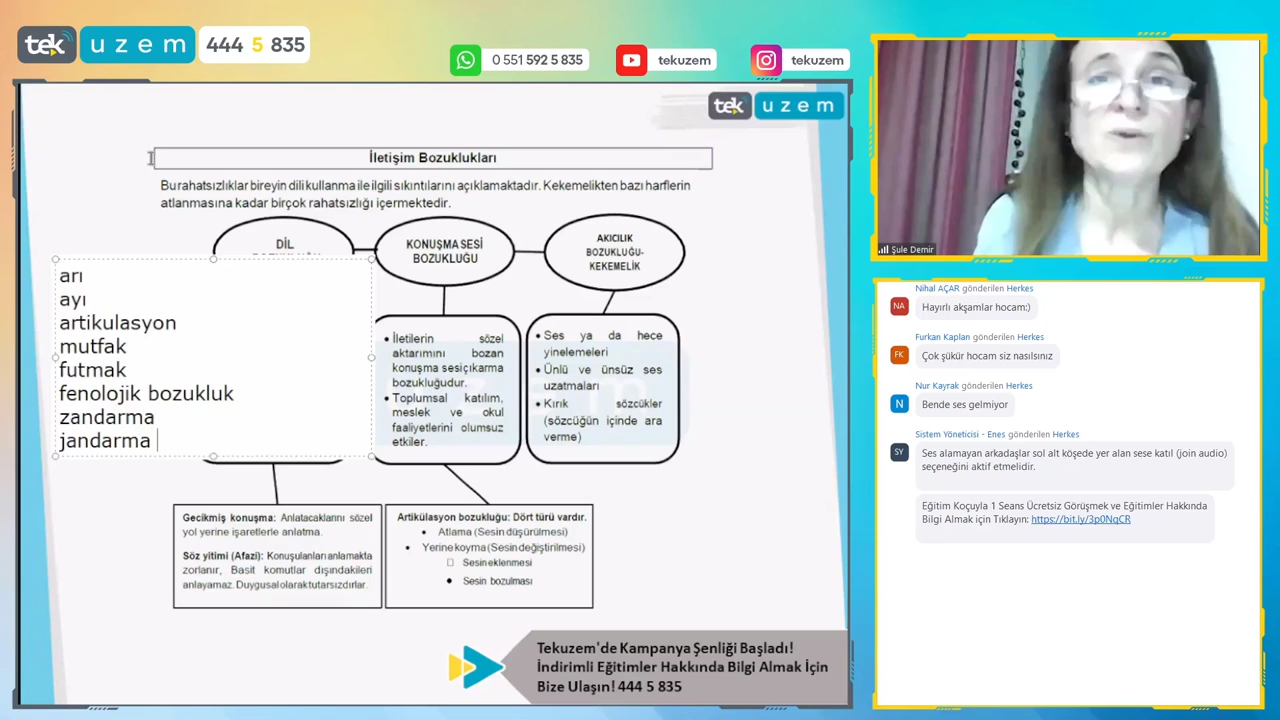 tek uzem 444 5 835
0 551 592 5 835
tekuzem
tekuzem
tek uzem
İletişim Bozuklukları
Bu rahatsızlıklar bireyin dili kullanma ile ilgili sıkıntılarını açıklamaktadır. Kekemelikten bazı harflerin
atlanmasına kadar birçok rahatsızlığı içermektedir.
DİL
KONUŞMA SESİ
BOZUKLUĞU
AKICILIK
BOZUKLUĞU-
KEKEMELİK
arı
ayı
artikulasyon
mutfak
futmak
fenolojik bozukluk
zandarma
jandarma
• İletilerin sözel
aktarımını bozan
konuşma sesiçıkarma
bozukluğudur.
• Toplumsal katılım,
meslek ve okul
faaliyetlerini olumsuz
etkiler.
• Ses ya da hece
yinelemeleri
• Ünlü ve ünsüz ses
uzatmaları
• Kırık sözcükler
(sözcüğün içinde ara
verme)
Gecikmiş konuşma: Anlatacaklarını sözel
yol yerine işaretlerle anlatma.
Söz yitimi (Afazi): Konuşulanları anlamakta
zorlanır, Basit komutlar dışındakileri
anlayamaz. Duygusal olarak tutarsızdırlar.
Artikülasyon bozukluğu: Dört türü vardır.
• Atlama (Sesin düşürülmesi)
• Yerine koyma (Sesin değiştirilmesi)
□ Sesin eklenmesi
● Sesin bozulması
Tekuzem'de Kampanya Şenliği Başladı!
İndirimli Eğitimler Hakkında Bilgi Almak İçin
Bize Ulaşın! 444 5 835
Şule Demir
Nihal AÇAR gönderilen Herkes
NA
Hayırlı akşamlar hocam:)
Furkan Kaplan gönderilen Herkes
FK
Çok şükür hocam siz nasılsınız
Nur Kayrak gönderilen Herkes
N
Bende ses gelmiyor
Sistem Yöneticisi - Enes gönderilen Herkes
SY
Ses alamayan arkadaşlar sol alt köşede yer alan sese katıl (join audio)
seçeneğini aktif etmelidir.
Eğitim Koçuyla 1 Seans Ücretsiz Görüşmek ve Eğitimler Hakkında
Bilgi Almak için Tıklayın: https://bit.ly/3p0NqCR